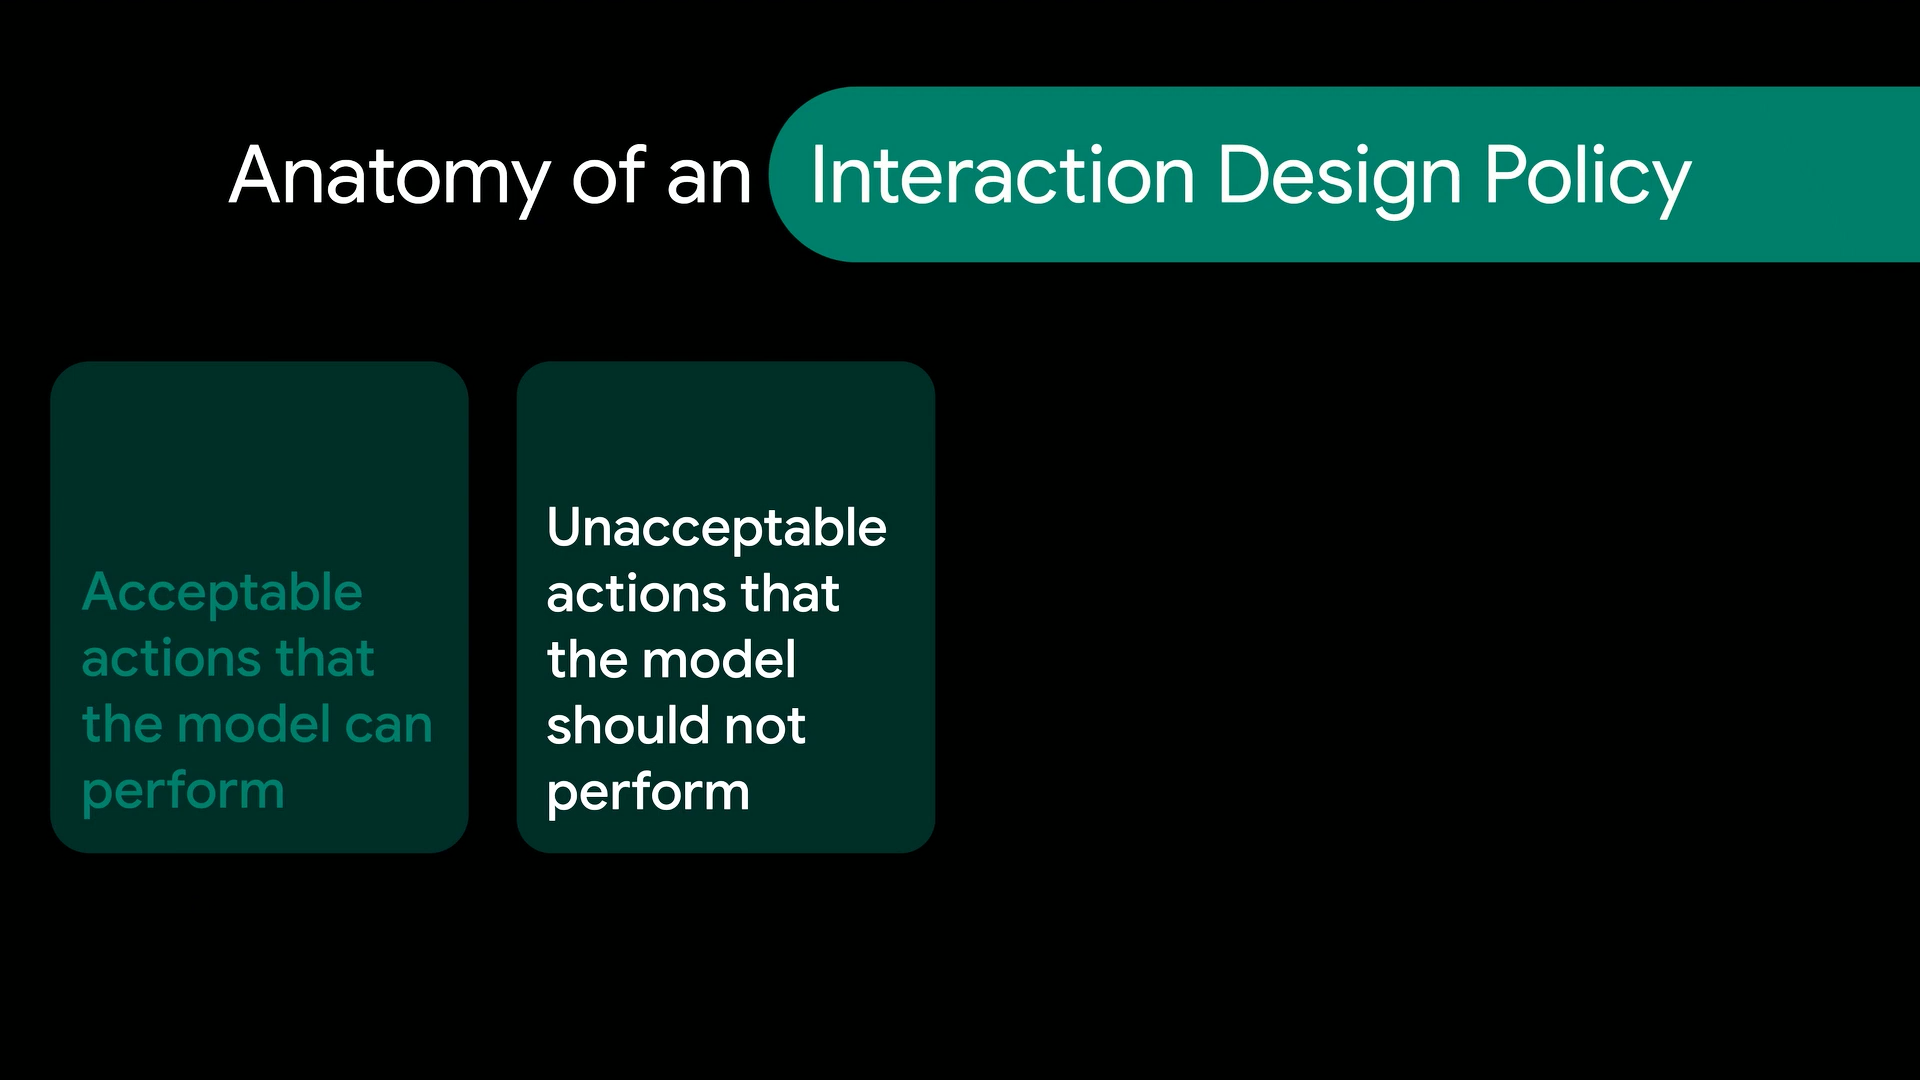 Anatomy of an Interaction Design Policy
Acceptable
actions that
the model can
perform
Unacceptable
actions that
the model
should not
perform